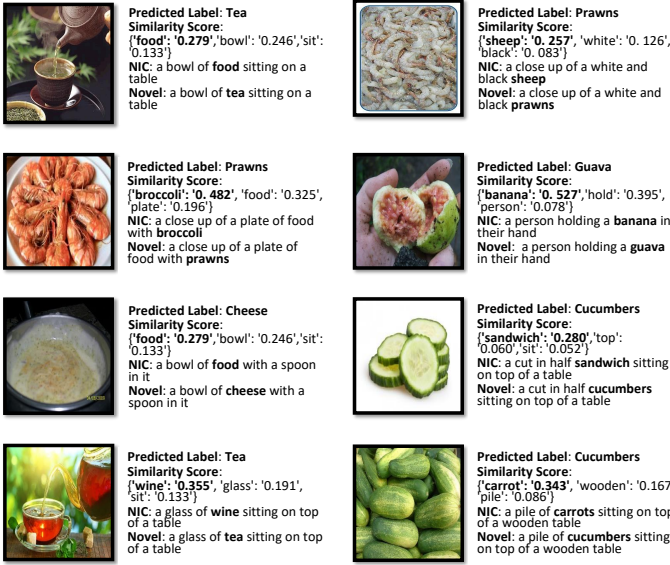 Predicted Label: Tea
Similarity Score:
{'food': '0.279','bowl': '0.246','sit':
'0.133'}
NIC: a bowl of food sitting on a
table
Novel: a bowl of tea sitting on a
table
Predicted Label: Prawns
Similarity Score:
{'sheep': '0. 257', 'white': '0. 126',
'black': '0. 083'}
NIC: a close up of a white and
black sheep
Novel: a close up of a white and
black prawns
Predicted Label: Prawns
Similarity Score:
{'broccoli': '0. 482', 'food': '0.325',
'plate': '0.196'}
NIC: a close up of a plate of food
with broccoli
Novel: a close up of a plate of
food with prawns
Predicted Label: Guava
Similarity Score:
{'banana': '0. 527','hold': '0.395',
'person': '0.078'}
NIC: a person holding a banana in
their hand
Novel: a person holding a guava
in their hand
Predicted Label: Cheese
Similarity Score:
{'food': '0.279','bowl': '0.246','sit':
'0.133'}
NIC: a bowl of food with a spoon
in it
Novel: a bowl of cheese with a
spoon in it
Predicted Label: Cucumbers
Similarity Score:
{'sandwich': '0.280','top':
'0.060','sit': '0.052'}
NIC: a cut in half sandwich sitting
on top of a table
Novel: a cut in half cucumbers
sitting on top of a table
Predicted Label: Tea
Similarity Score:
{'wine': '0.355', 'glass': '0.191',
'sit': '0.133'}
NIC: a glass of wine sitting on top
of a table
Novel: a glass of tea sitting on top
of a table
Predicted Label: Cucumbers
Similarity Score:
{'carrot': '0.343', 'wooden': '0.167
'pile': '0.086'}
NIC: a pile of carrots sitting on top
of a wooden table
Novel: a pile of cucumbers sitting
on top of a wooden table